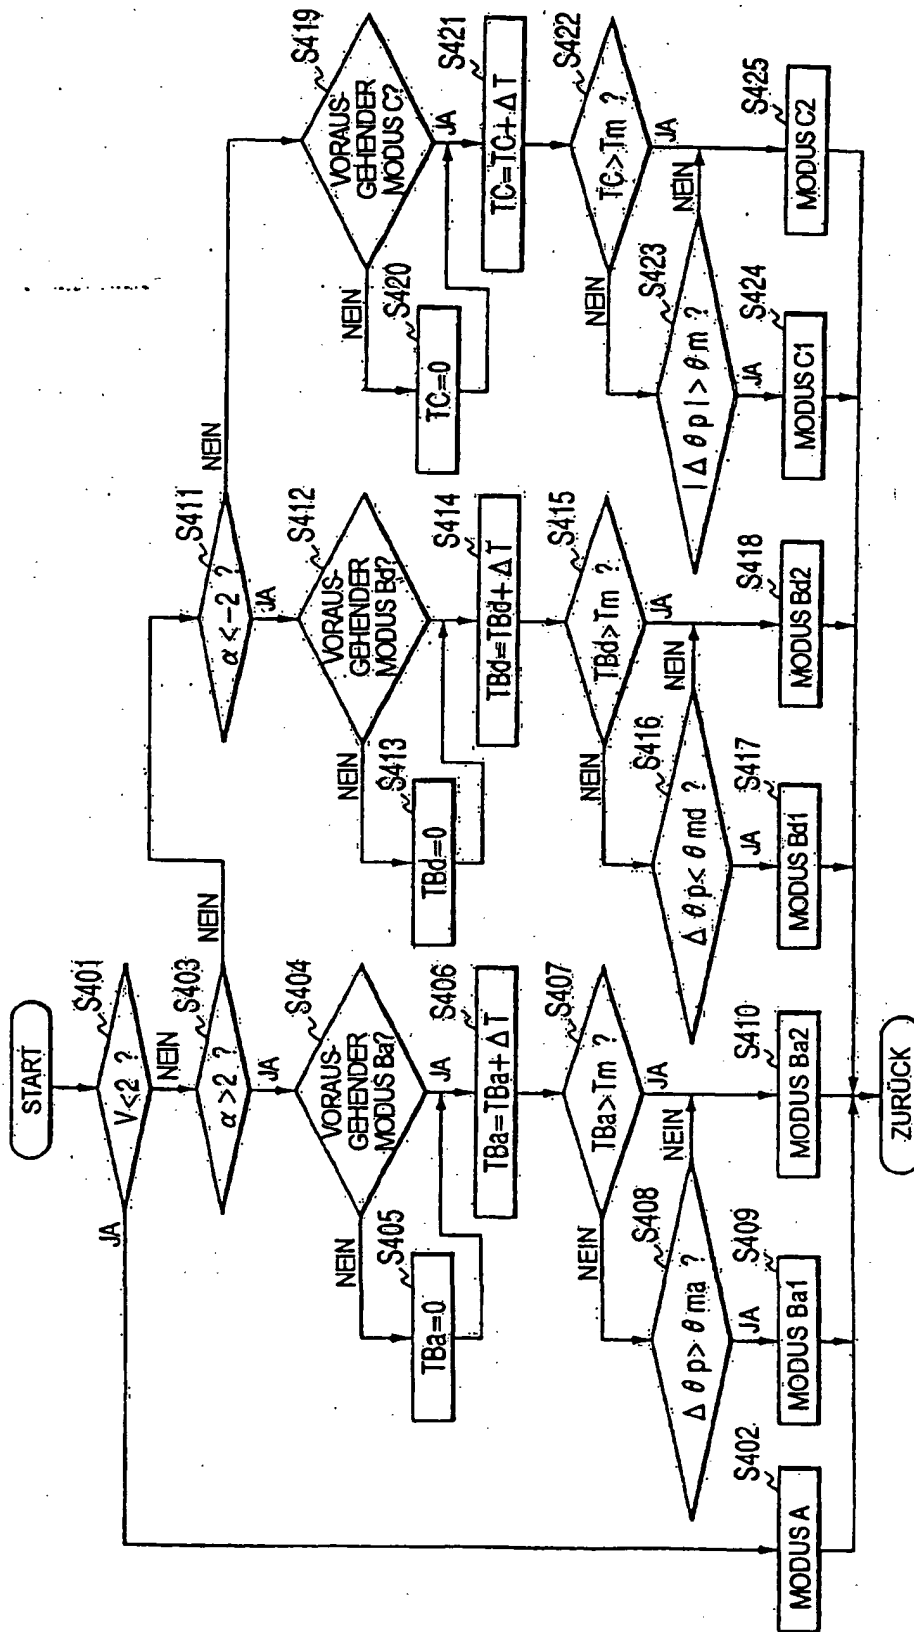 START
S401
V<2 ?
JA
NEIN
S402
MODUS A
S403
α>2 ?
NEIN
JA
S404
VORAUS-
GEHENDER
MODUS Ba?
NEIN
JA
S405
TBa=0
S406
TBa=TBa+ΔT
S407
TBa>Tm ?
NEIN
JA
S408
Δθp>θma ?
NEIN
JA
S409
MODUS Ba1
S410
MODUS Ba2
S411
α<-2 ?
NEIN
JA
S412
VORAUS-
GEHENDER
MODUS Bd?
NEIN
S413
TBd=0
S414
TBd=TBd+ΔT
S415
TBd>Tm ?
NEIN
JA
S416
Δθp<θmd ?
NEIN
JA
S417
MODUS Bd1
S418
MODUS Bd2
S419
VORAUS-
GEHENDER
MODUS C?
NEIN
JA
S420
TC=0
S421
TC=TC+ΔT
S422
TC>Tm ?
NEIN
JA
S423
|Δθp|>θm ?
NEIN
JA
S424
MODUS C1
S425
MODUS C2
ZURÜCK